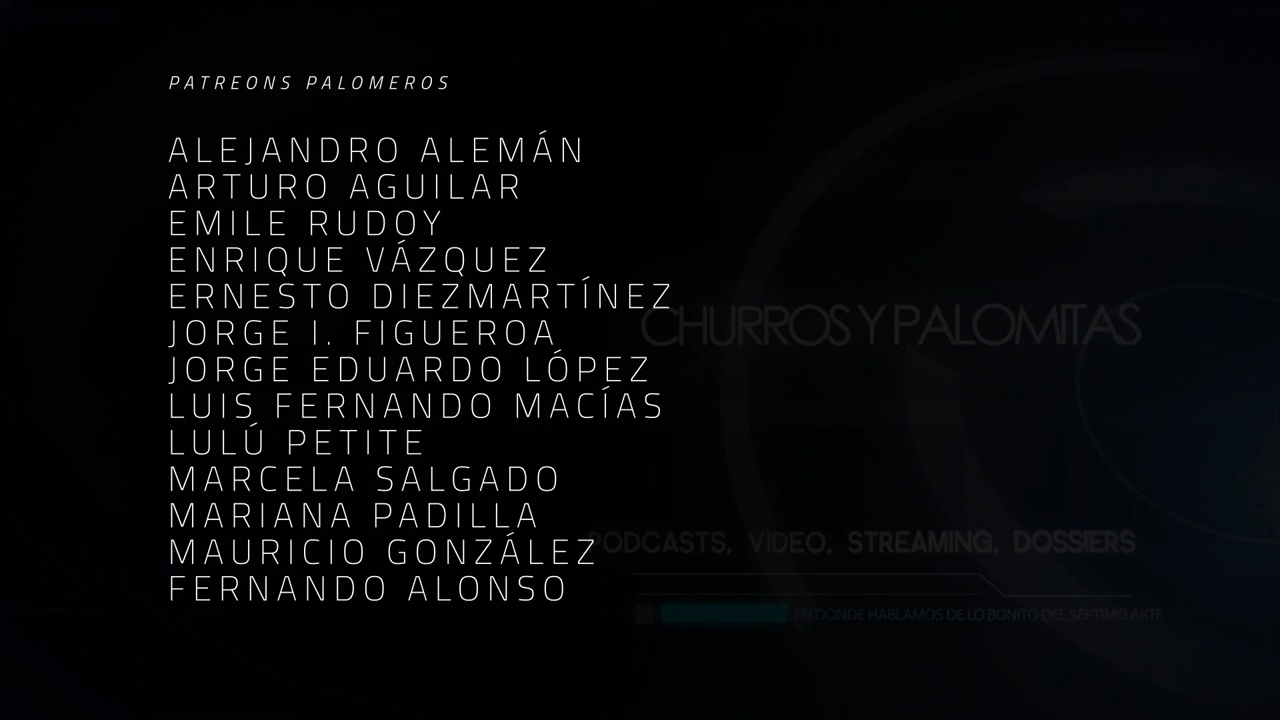 PATREONS PALOMEROS
ALEJANDRO ALEMÁN
ARTURO AGUILAR
EMILE RUDOY
ENRIQUE VÁZQUEZ
ERNESTO DIEZMARTÍNEZ
JORGE I. FIGUEROA
JORGE EDUARDO LÓPEZ
LUIS FERNANDO MACÍAS
LULÚ PETITE
MARCELA SALGADO
MARIANA PADILLA
MAURICIO GONZÁLEZ
FERNANDO ALONSO
CHURROS Y PALOMITAS
PODCASTS, VIDEO, STREAMING, DOSSIERS
EN DONDE HABLAMOS DE LO BONITO DEL SÉPTIMO ARTE